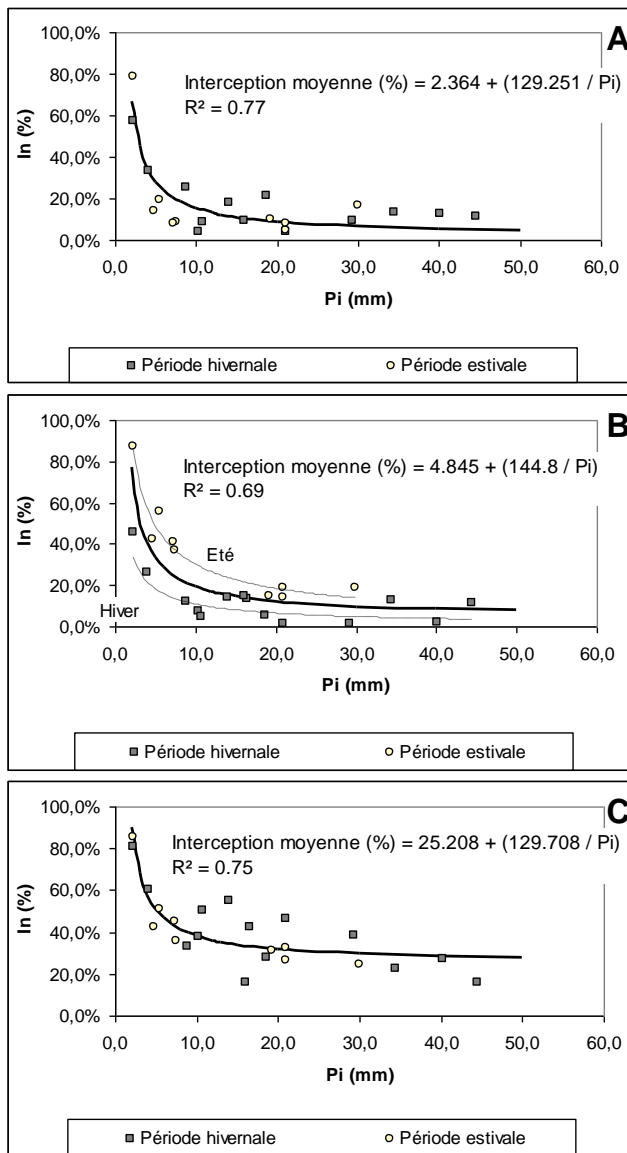 A
100,0%
80,0%
60,0%
40,0%
20,0%
0,0%
In (%)
Interception moyenne (%) = 2.364 + (129.251 / Pi)
R² = 0.77
0,0 10,0 20,0 30,0 40,0 50,0 60,0
Pi (mm)
Période hivernale Période estivale
B
100,0%
80,0%
60,0%
40,0%
20,0%
0,0%
In (%)
Interception moyenne (%) = 4.845 + (144.8 / Pi)
R² = 0.69
Eté
Hiver
0,0 10,0 20,0 30,0 40,0 50,0 60,0
Pi (mm)
Période hivernale Période estivale
C
100,0%
80,0%
60,0%
40,0%
20,0%
0,0%
In (%)
Interception moyenne (%) = 25.208 + (129.708 / Pi)
R² = 0.75
0,0 10,0 20,0 30,0 40,0 50,0 60,0
Pi (mm)
Période hivernale Période estivale